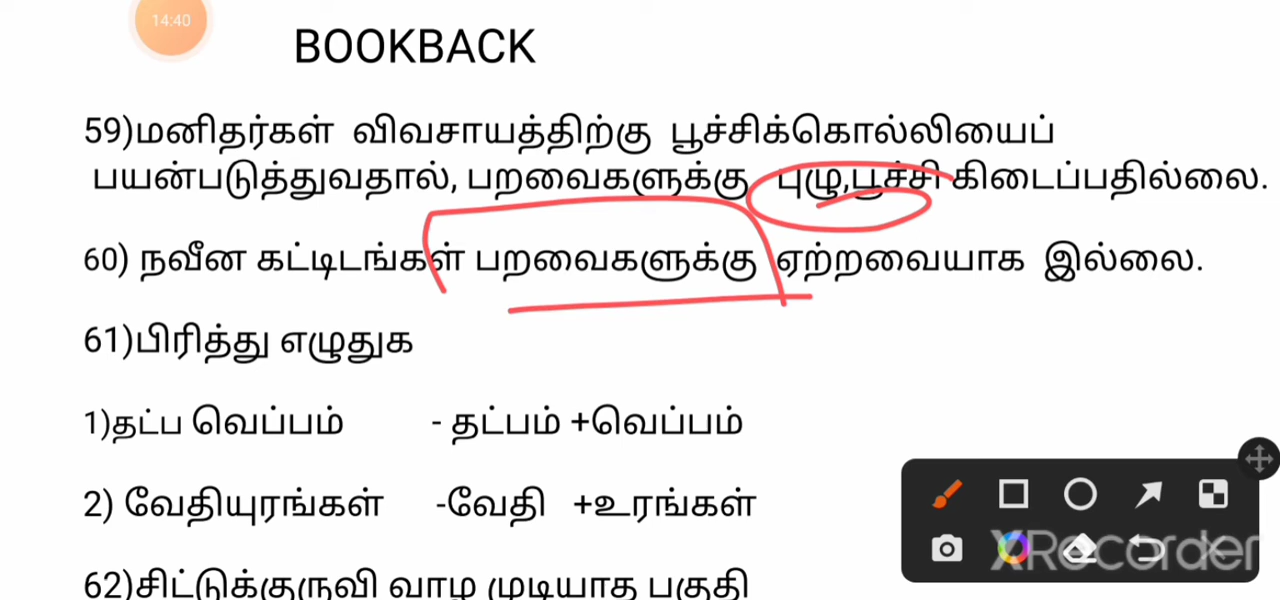 14:40
BOOKBACK
59)மனிதர்கள் விவசாயத்திற்கு பூச்சிக்கொல்லியைப்
பயன்படுத்துவதால், பறவைகளுக்கு புழு,பூச்சி கிடைப்பதில்லை.
60) நவீன கட்டிடங்கள் பறவைகளுக்கு ஏற்றவையாக இல்லை.
61)பிரித்து எழுதுக
1)தட்ப வெப்பம் - தட்பம் +வெப்பம்
2) வேதியுரங்கள் -வேதி +உரங்கள்
62)சிட்டுக்குருவி வாழ முடியாத பகுதி
XRecorder